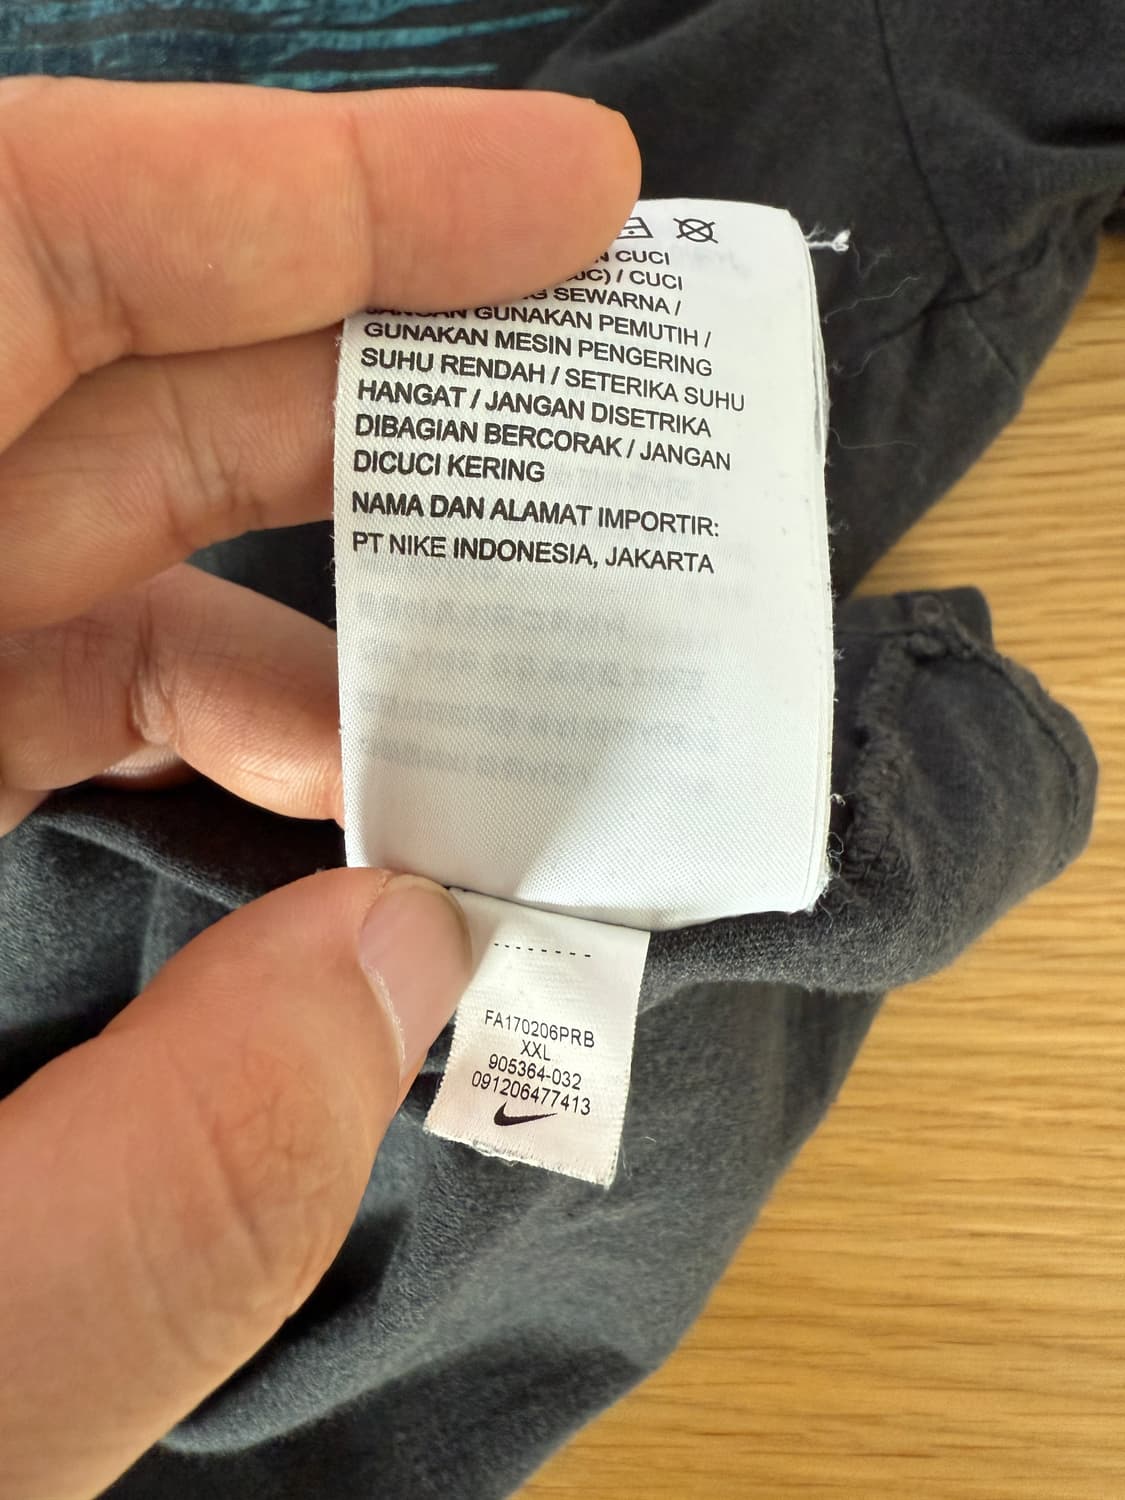 CUCI
/ CUCI
SEWARNA /
JANGAN GUNAKAN PEMUTIH /
GUNAKAN MESIN PENGERING
SUHU RENDAH / SETERIKA SUHU
HANGAT / JANGAN DISETRIKA
DIBAGIAN BERCORAK / JANGAN
DICUCI KERING
NAMA DAN ALAMAT IMPORTIR:
PT NIKE INDONESIA, JAKARTA
FA170206PRB
XXL
905364-032
091206477413